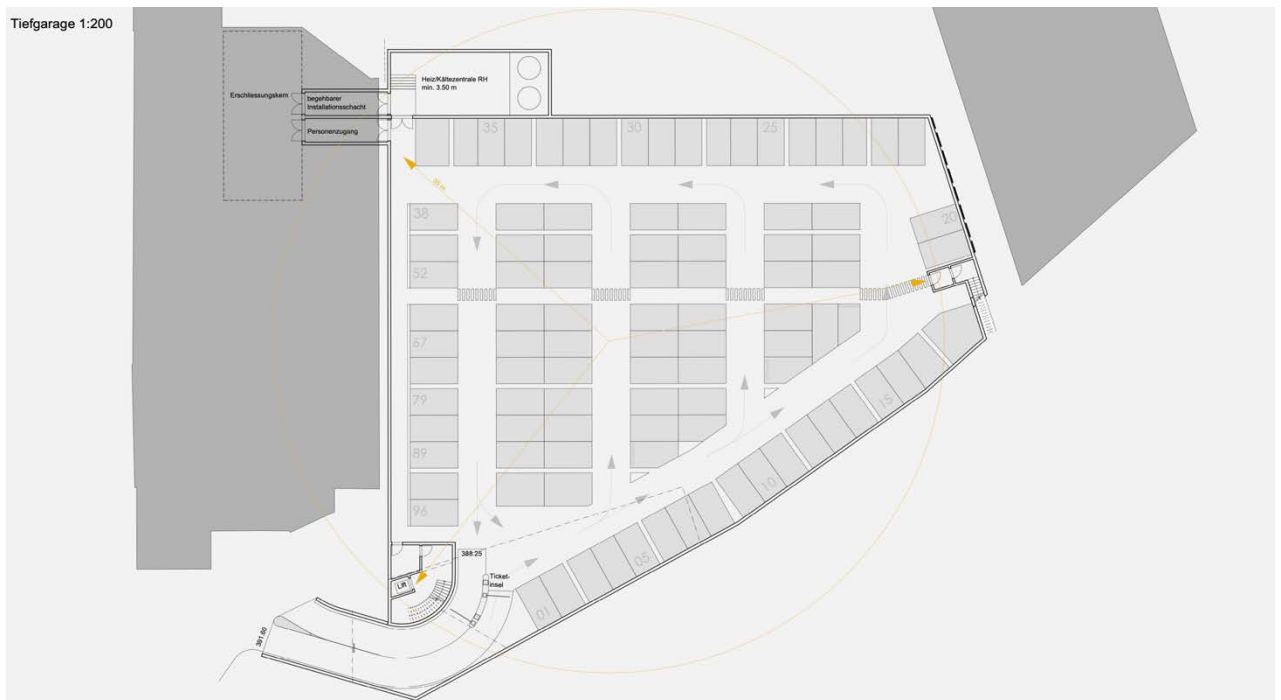 Tiefgarage 1:200
Heiz/Kältezentrale RH
min. 3.50 m
Erschliessungskern
begehbarer
Installationsschacht
Personenzugang
35 m
35
30
25
20
38
52
67
79
89
96
15
10
05
01
388:25
Ticket-
insel
Lift
391.60